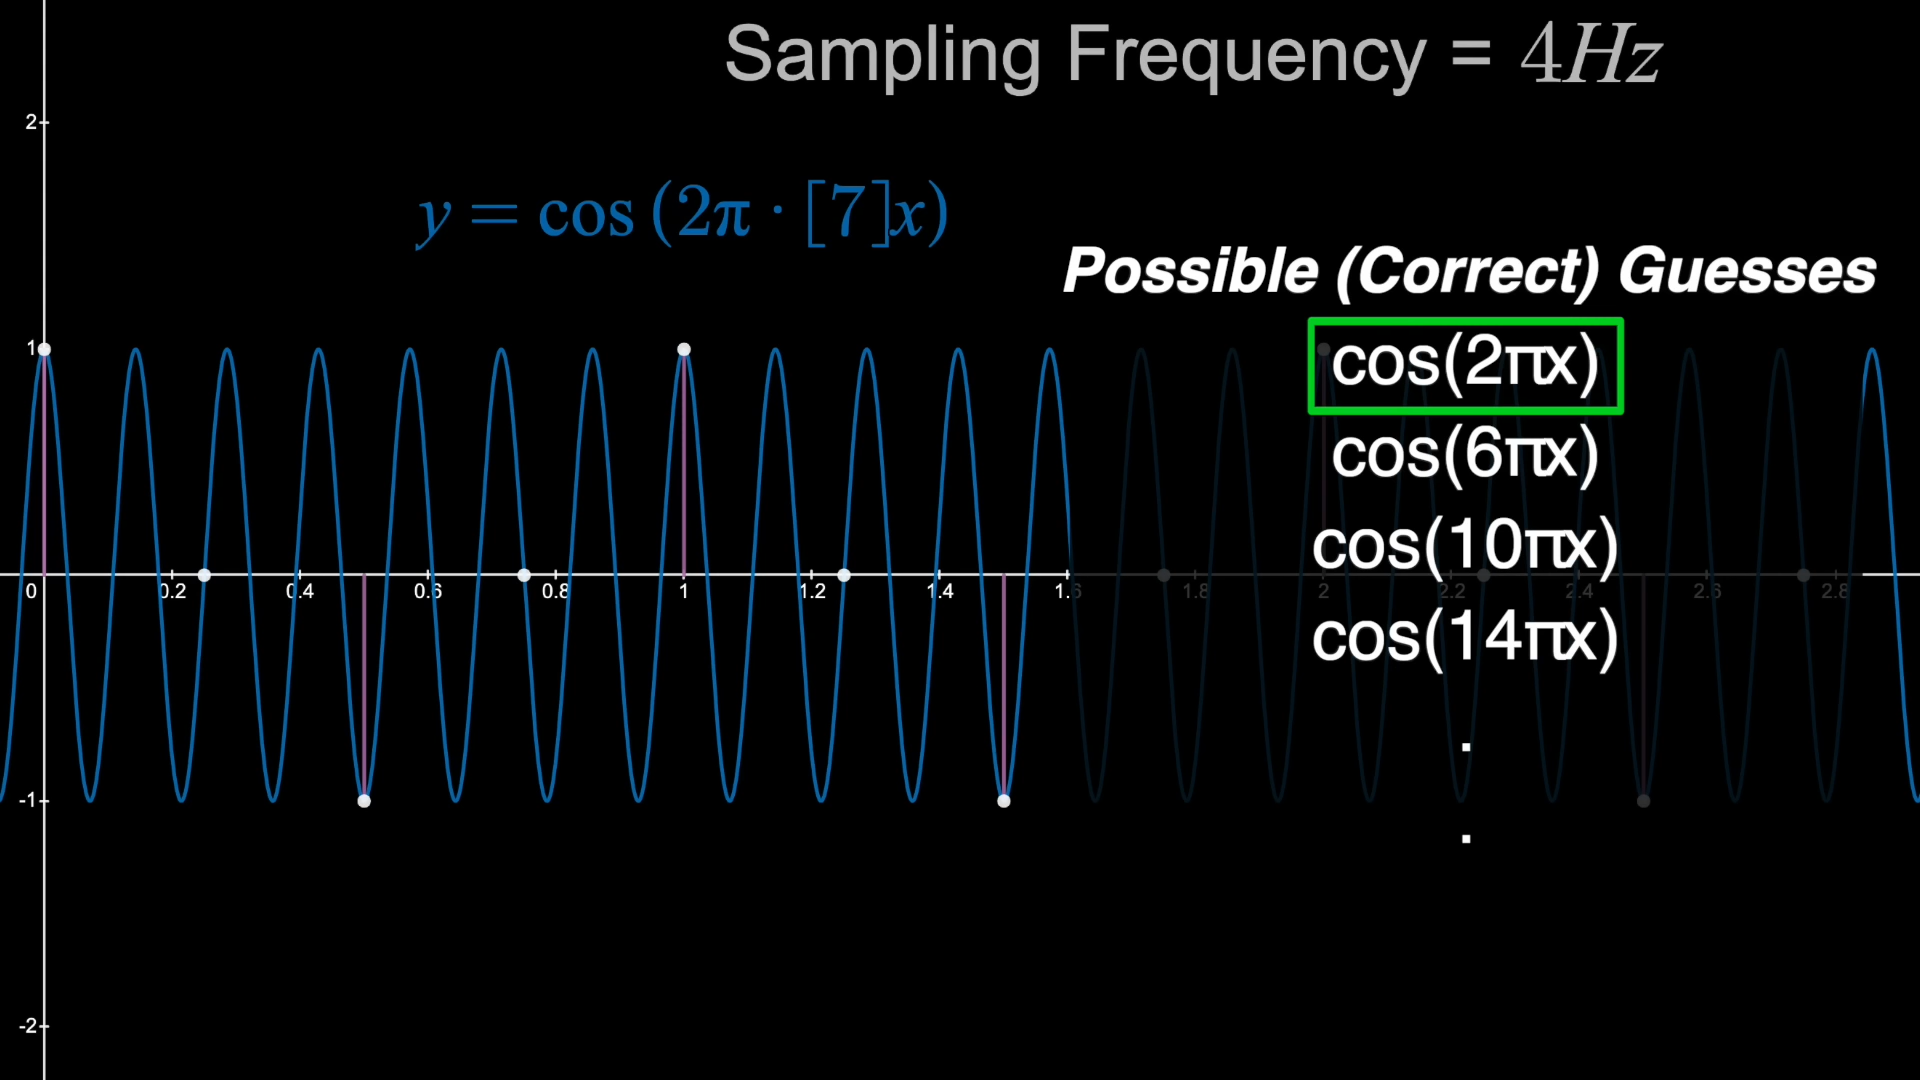 Sampling Frequency = 4Hz
2
y = cos (2π · [7]x)
Possible (Correct) Guesses
1
cos(2πx)
cos(6πx)
cos(10πx)
0 0.2 0.4 0.6 0.8 1 1.2 1.4 1.6 1.8 2 2.2 2.4 2.6 2.8
cos(14πx)
.
-1
.
-2